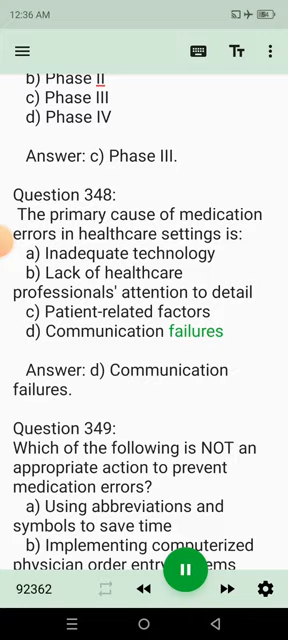 12:36 AM
b) Phase II
c) Phase III
d) Phase IV
Answer: c) Phase III.
Question 348:
The primary cause of medication
errors in healthcare settings is:
a) Inadequate technology
b) Lack of healthcare
professionals' attention to detail
c) Patient-related factors
d) Communication failures
Answer: d) Communication
failures.
Question 349:
Which of the following is NOT an
appropriate action to prevent
medication errors?
a) Using abbreviations and
symbols to save time
b) Implementing computerized
physician order entry
92362